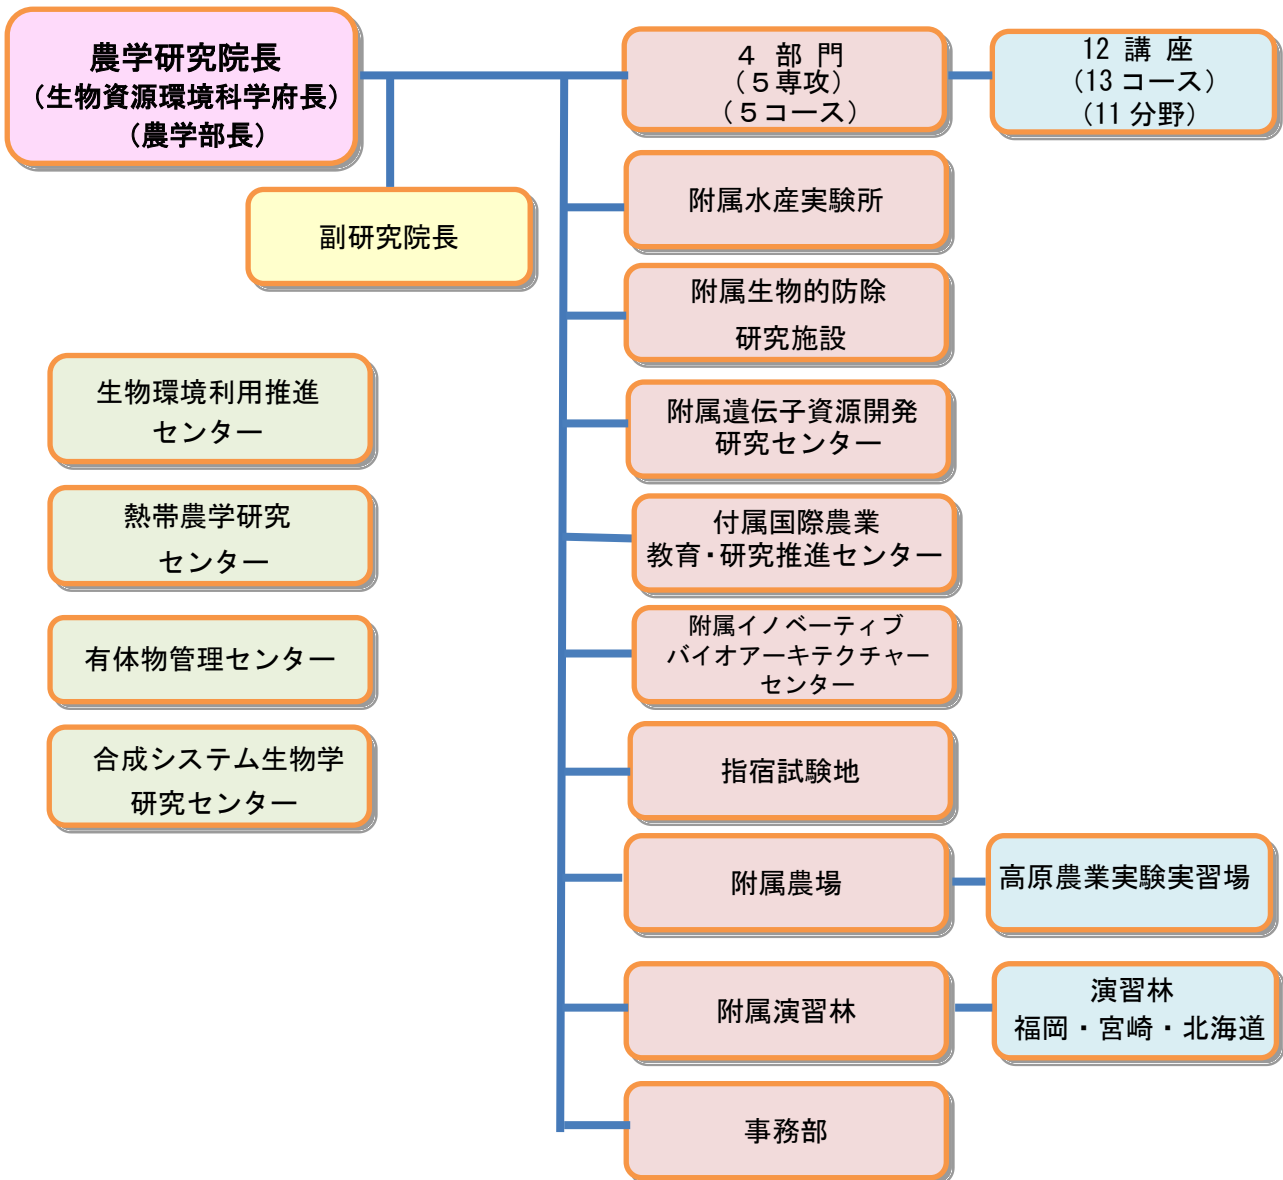 農学研究院長
（生物資源環境科学府長）
（農学部長）
副研究院長
生物環境利用推進
センター
熱帯農学研究
センター
有体物管理センター
合成システム生物学
研究センター
４ 部 門
（５専攻）
（５コース）
12 講 座
（13コース）
（11分野）
附属水産実験所
附属生物的防除
研究施設
附属遺伝子資源開発
研究センター
付属国際農業
教育・研究推進センター
附属イノベーティブ
バイオアーキテクチャー
センター
指宿試験地
附属農場
高原農業実験実習場
附属演習林
演習林
福岡・宮崎・北海道
事務部